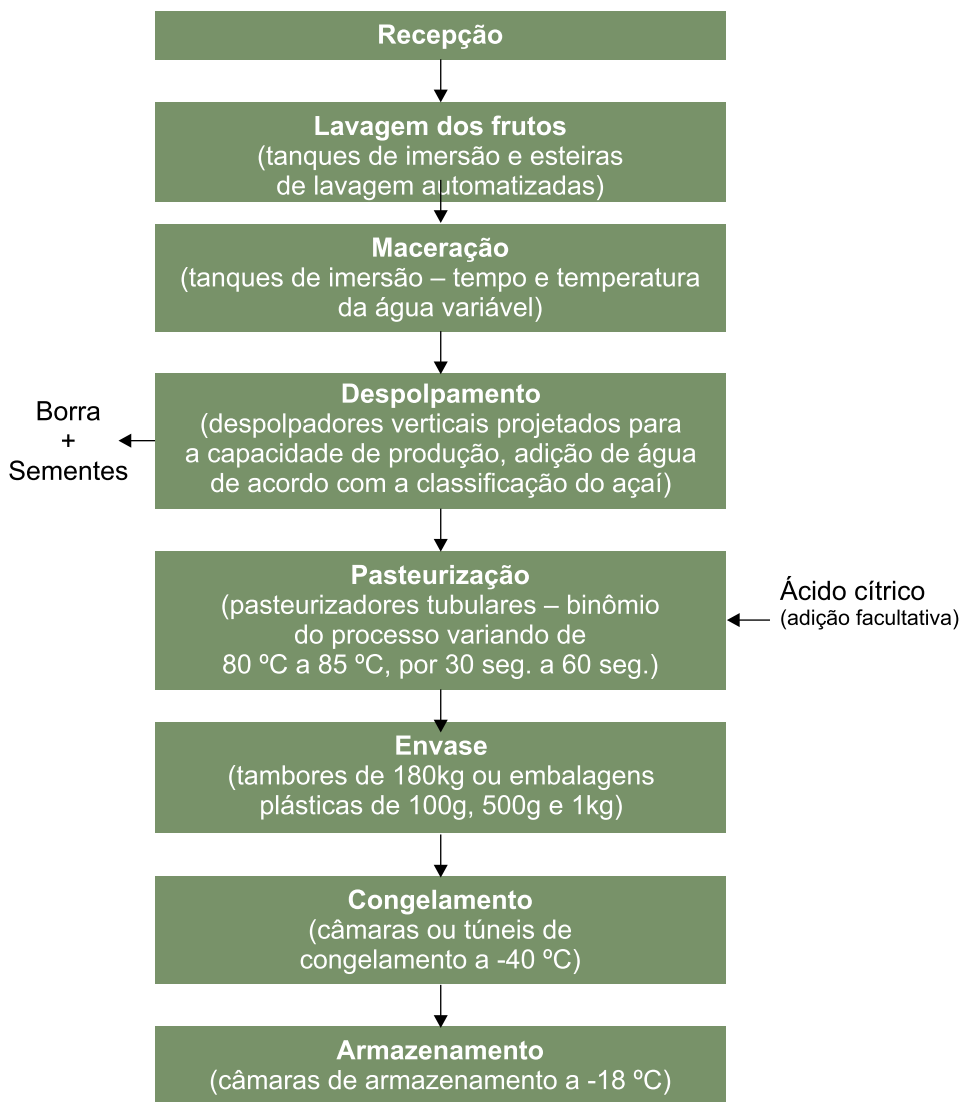 Recepção
Lavagem dos frutos
(tanques de imersão e esteiras
de lavagem automatizadas)
Maceração
(tanques de imersão – tempo e temperatura
da água variável)
Despolpamento
(despolpadores verticais projetados para
a capacidade de produção, adição de água
de acordo com a classificação do açaí)
Borra
+
Sementes
Pasteurização
(pasteurizadores tubulares – binômio
do processo variando de
80 ºC a 85 ºC, por 30 seg. a 60 seg.)
Ácido cítrico
(adição facultativa)
Envase
(tambores de 180kg ou embalagens
plásticas de 100g, 500g e 1kg)
Congelamento
(câmaras ou túneis de
congelamento a -40 ºC)
Armazenamento
(câmaras de armazenamento a -18 ºC)